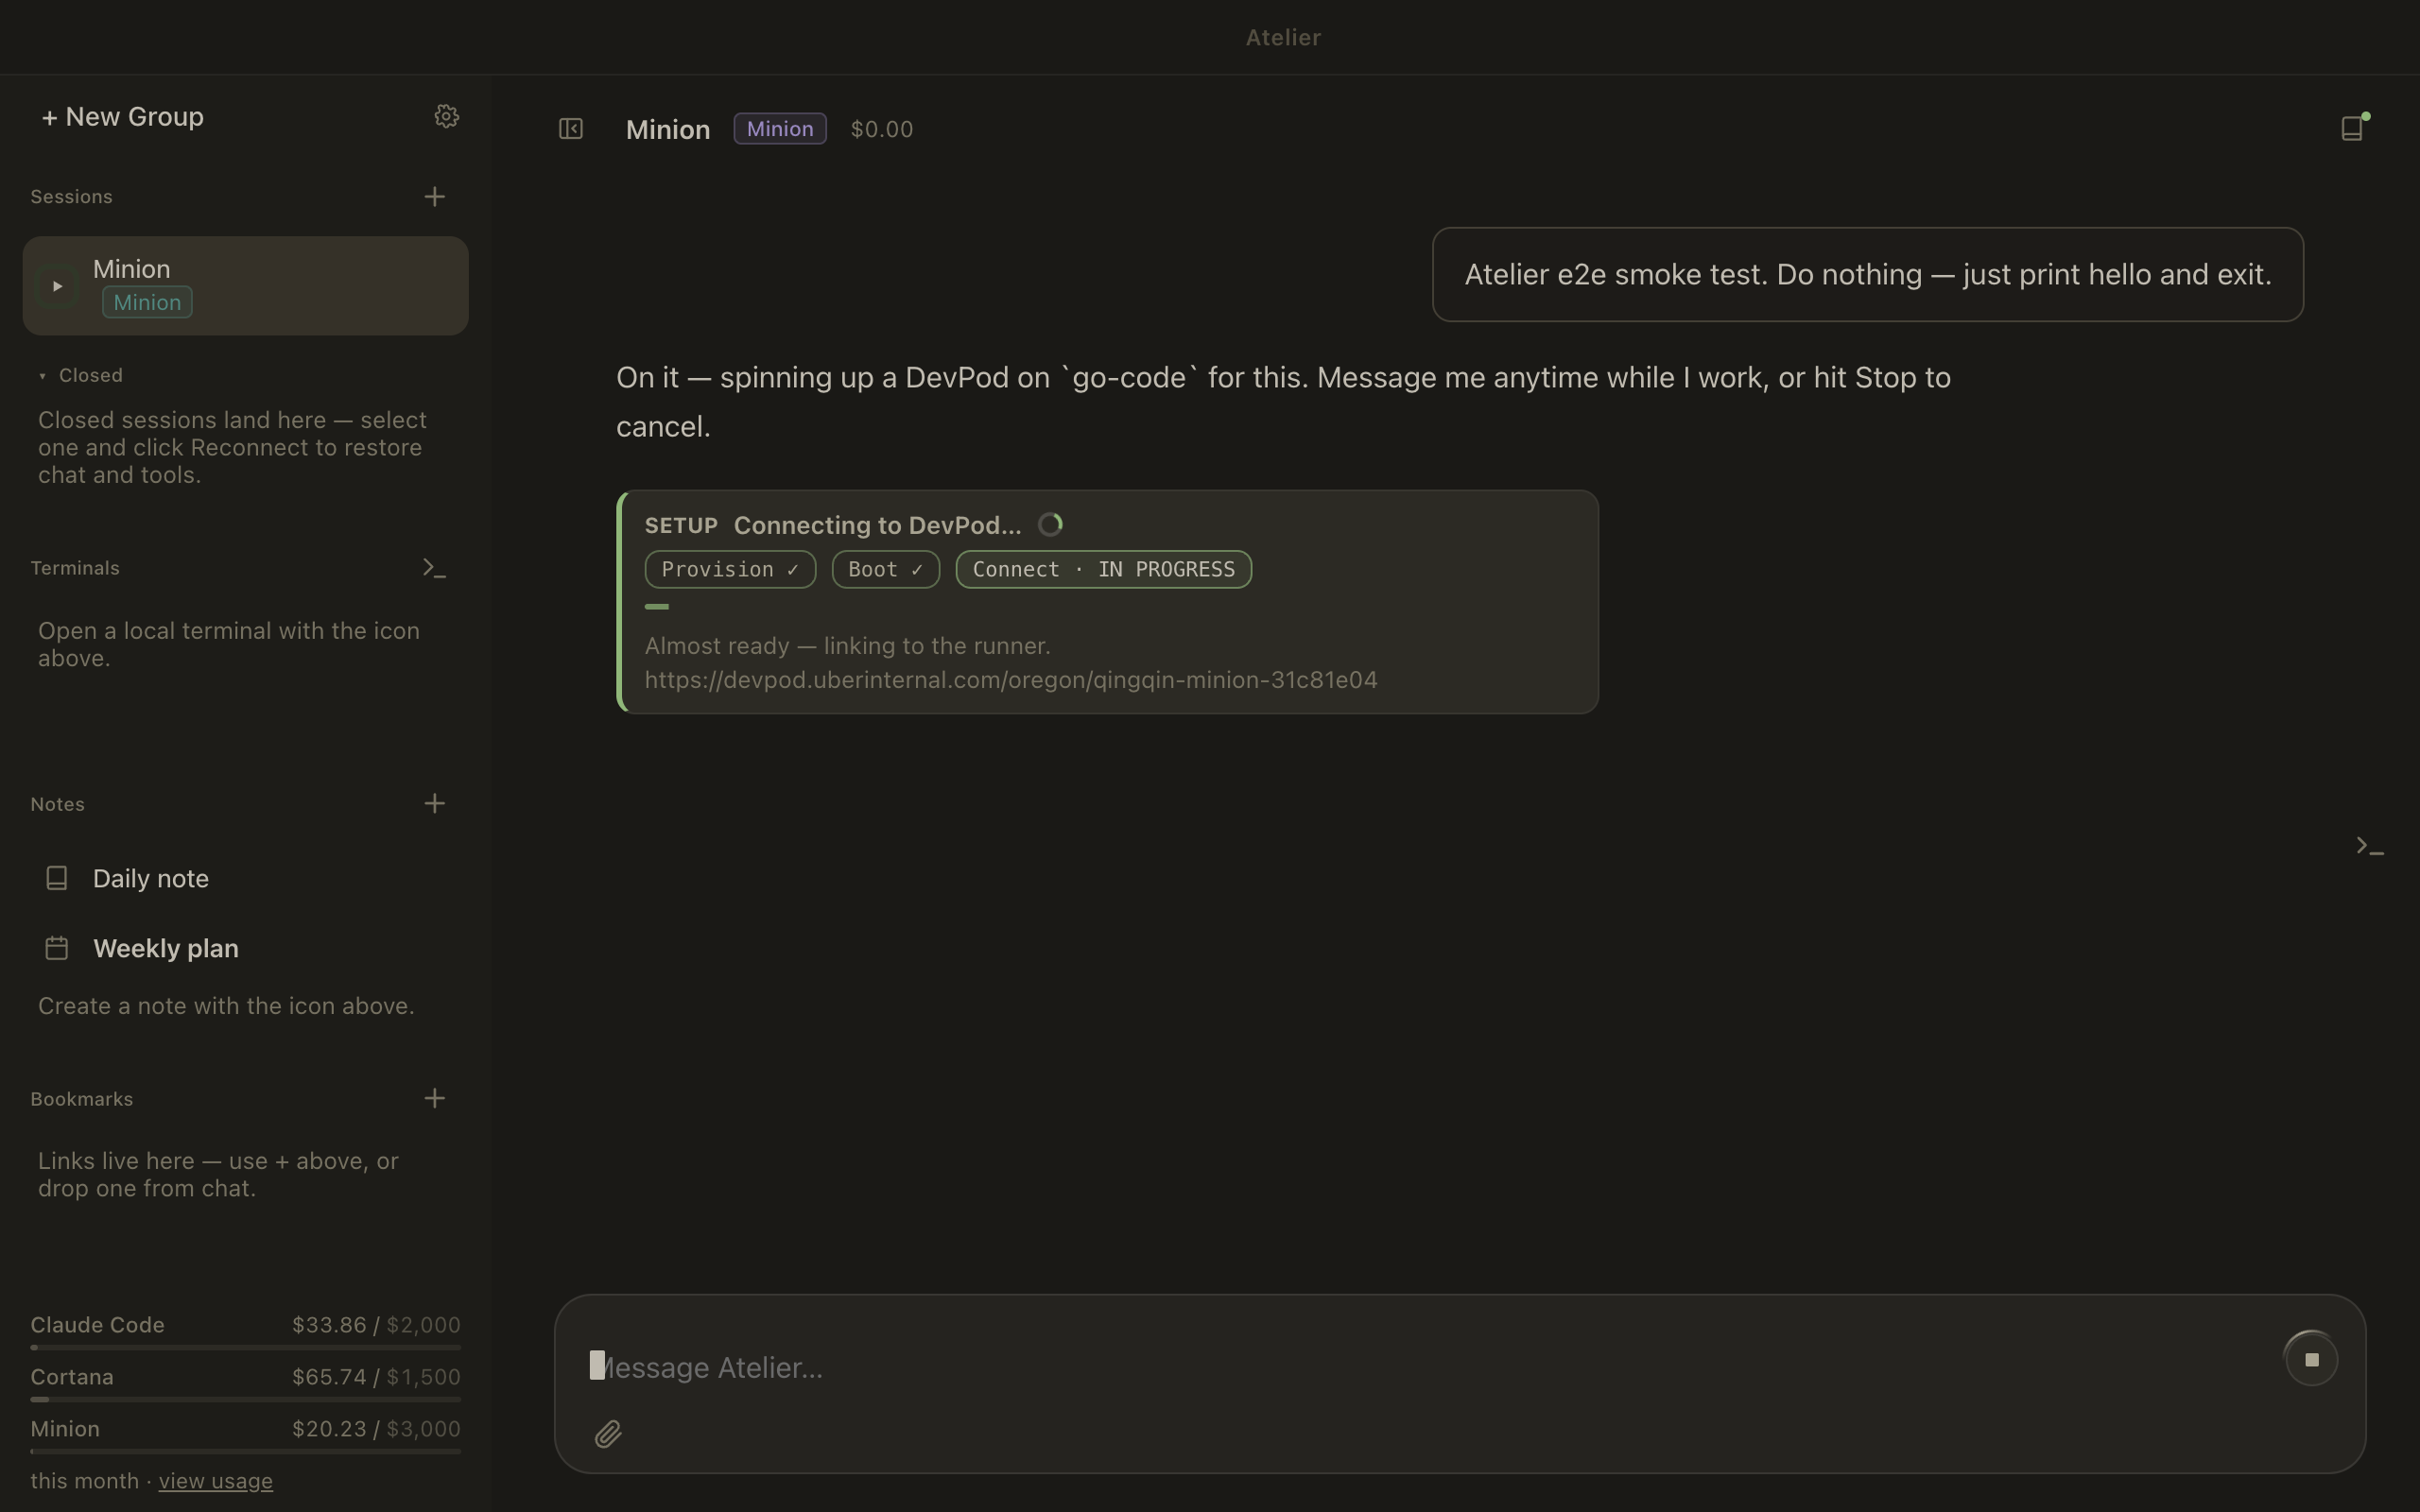 Atelier
+ New Group
Sessions
Minion
Minion
Closed
Closed sessions land here — select
one and click Reconnect to restore
chat and tools.
Terminals
Open a local terminal with the icon
above.
Notes
Daily note
Weekly plan
Create a note with the icon above.
Bookmarks
Links live here — use + above, or
drop one from chat.
Claude Code $33.86 / $2,000
Cortana $65.74 / $1,500
Minion $20.23 / $3,000
this month · view usage
Minion Minion $0.00
Atelier e2e smoke test. Do nothing — just print hello and exit.
On it — spinning up a DevPod on `go-code` for this. Message me anytime while I work, or hit Stop to
cancel.
SETUP Connecting to DevPod...
Provision ✓ Boot ✓ Connect · IN PROGRESS
Almost ready — linking to the runner.
https://devpod.uberinternal.com/oregon/qingqin-minion-31c81e04
Message Atelier...